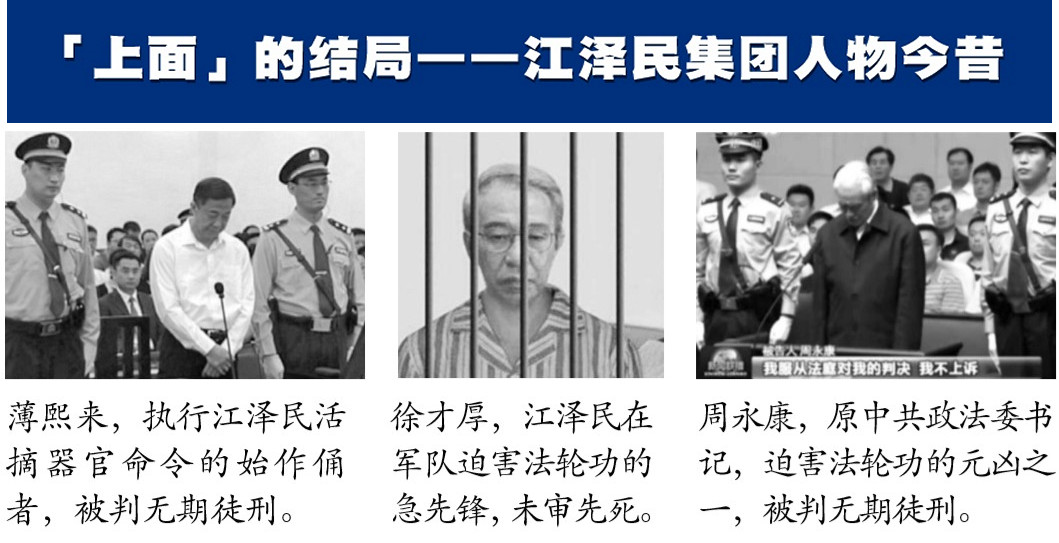 「上面」的结局——江泽民集团人物今昔
被告人周永康
我服从法庭对我的判决 我不上诉
薄熙来，执行江泽民活
摘器官命令的始作俑
者，被判无期徒刑。
徐才厚，江泽民在
军队迫害法轮功的
急先锋，未审先死。
周永康，原中共政法委书
记，迫害法轮功的元凶之
一，被判无期徒刑。